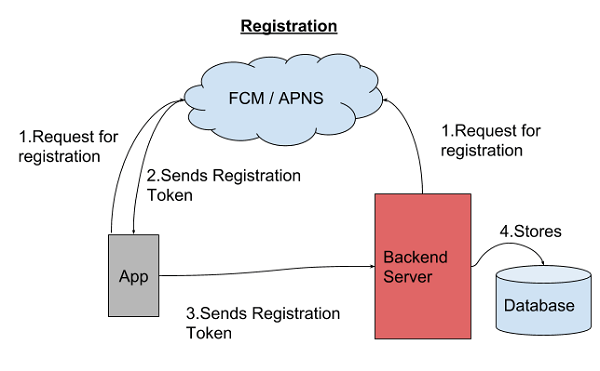 Registration
FCM / APNS
1.Request for
registration
1.Request for
registration
2.Sends Registration
Token
4.Stores
App
Backend
Server
Database
3.Sends Registration
Token